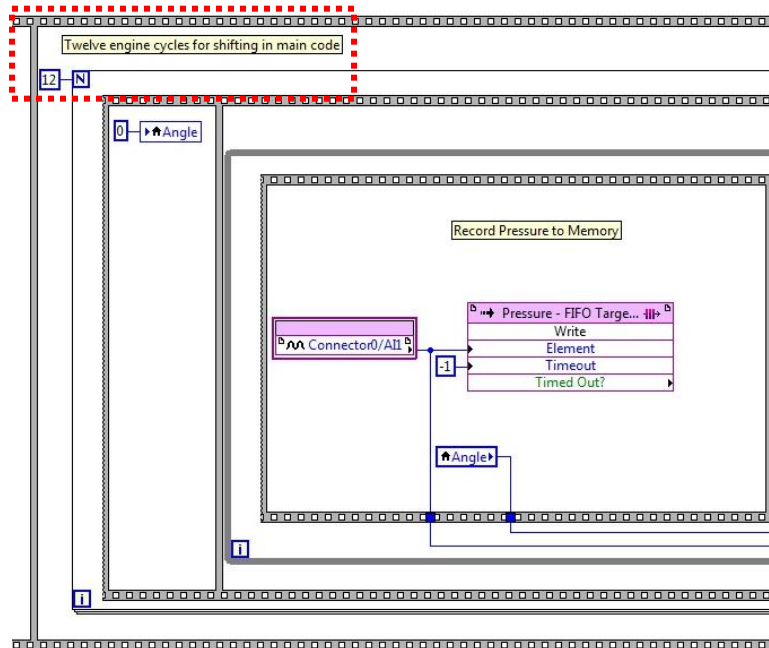 Twelve engine cycles for shifting in main code
12 N
0 Angle
Record Pressure to Memory
Pressure - FIFO Targe...
Write
Connector0/AI1
Element
-1
Timeout
Timed Out?
Angle
i
i